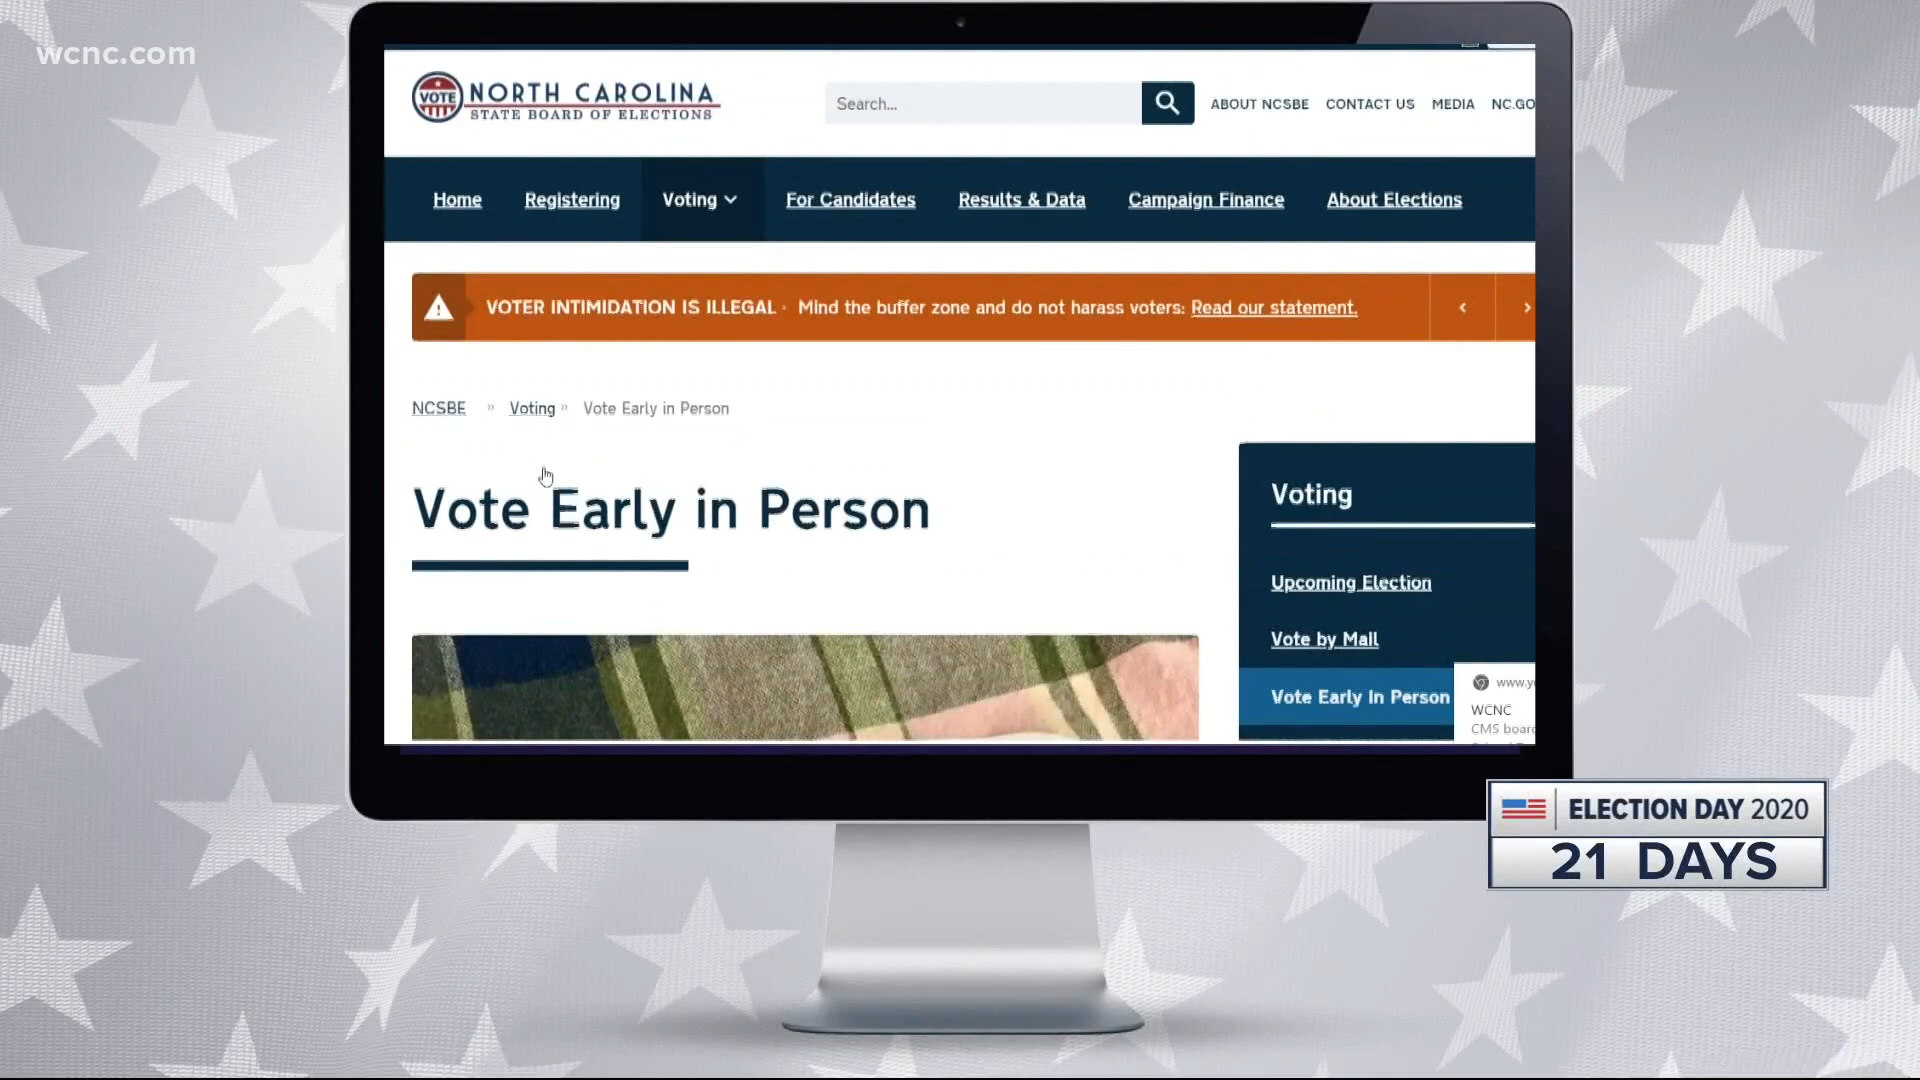 wcnc.com
VOTE
NORTH CAROLINA
STATE BOARD OF ELECTIONS
Search...
ABOUT NCSBE
CONTACT US
MEDIA
NC.GO
Home
Registering
Voting
For Candidates
Results & Data
Campaign Finance
About Elections
VOTER INTIMIDATION IS ILLEGAL · Mind the buffer zone and do not harass voters: Read our statement.
NCSBE » Voting » Vote Early in Person
Vote Early in Person
Voting
Upcoming Election
Vote by Mail
Vote Early In Person
www.y
WCNC
CMS boar
ELECTION DAY 2020
21 DAYS